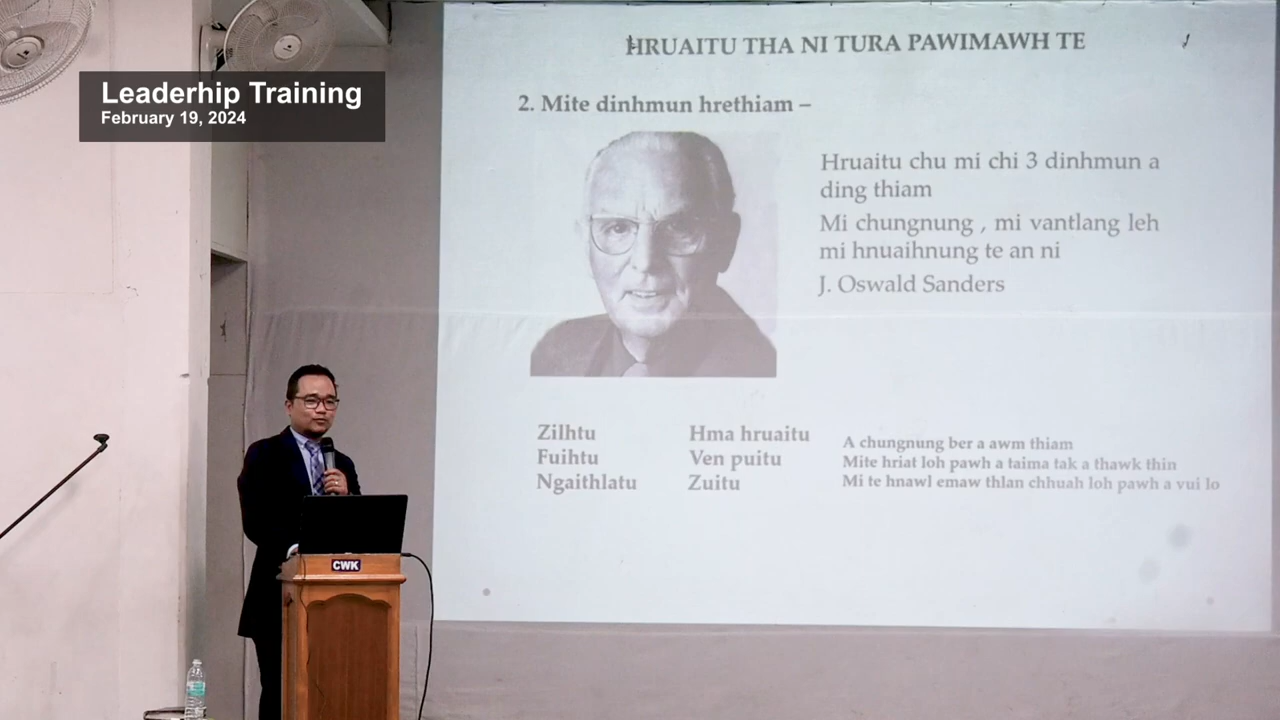 Leaderhip Training
February 19, 2024
HRUAITU THA NI TURA PAWIMAWH TE
2. Mite dinhmun hrethiam –
Hruaitu chu mi chi 3 dinhmun a
ding thiam
Mi chungnung , mi vantlang leh
mi hnuaihnung te an ni
J. Oswald Sanders
Zilhtu
Fuihtu
Ngaithlatu
Hma hruaitu
Ven puitu
Zuitu
A chungnung ber a awm thiam
Mite hriat loh pawh a taima tak a thawk thin
Mi te hnawl emaw thlan chhuah loh pawh a vui lo
CWK